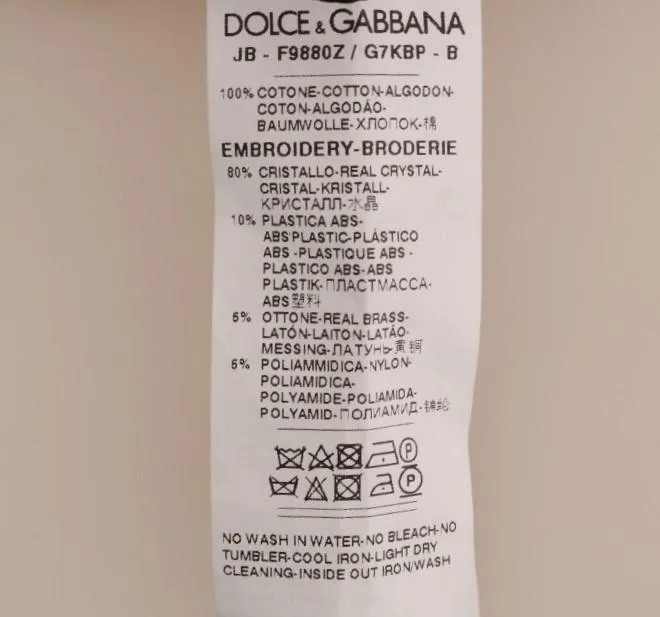 DOLCE & GABBANA
JB - F9880Z / G7KBP - B
100% COTONE-COTTON-ALGODON-
COTON-ALGODÃO-
BAUMWOLLE-ХЛОПОК-棉
EMBROIDERY-BRODERIE
80% CRISTALLO-REAL CRYSTAL-
CRISTAL-KRISTALL-
КРИСТАЛЛ-水晶
10% PLASTICA ABS-
ABS'PLASTIC-PLÁSTICO
ABS -PLASTIQUE ABS -
PLASTICO ABS-ABS
PLASTIK-ПЛАСТМАССА-
ABS塑料
5% OTTONE-REAL BRASS-
LATÓN-LAITON-LATÃO-
MESSING-ЛАТУНЬ-黄铜
5% POLIAMMIDICA-NYLON-
POLIAMIDICA-
POLYAMIDE-POLIAMIDA-
POLYAMID-ПОЛИАМИД-锦纶
P
P
NO WASH IN WATER-NO BLEACH-NO
TUMBLER-COOL IRON-LIGHT DRY
CLEANING-INSIDE OUT IRON/WASH